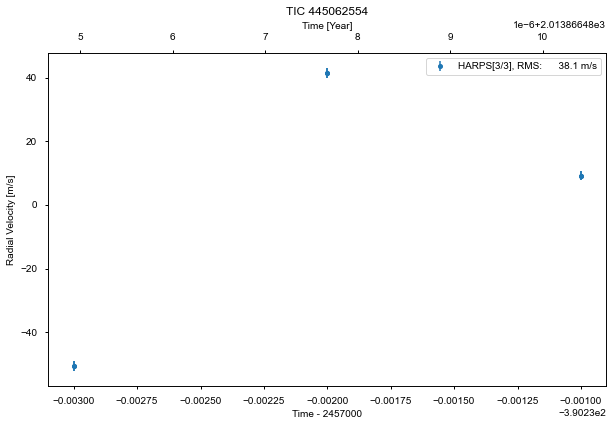 TIC 445062554
Time [Year]
1e−6+2.01386648e3
5 6 7 8 9 10
HARPS[3/3], RMS: 38.1 m/s
Radial Velocity [m/s]
40
20
0
−20
−40
−0.00300 −0.00275 −0.00250 −0.00225 −0.00200 −0.00175 −0.00150 −0.00125 −0.00100
Time - 2457000
−3.9023e2